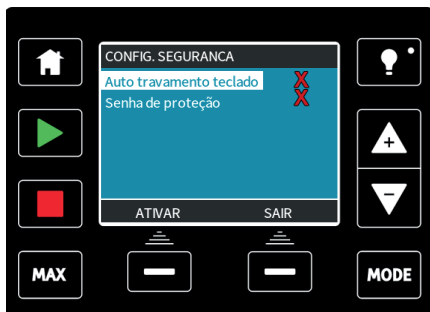 CONFIG. SEGURANCA
Auto travamento teclado
Senha de proteção
ATIVAR SAIR
MAX
MODE